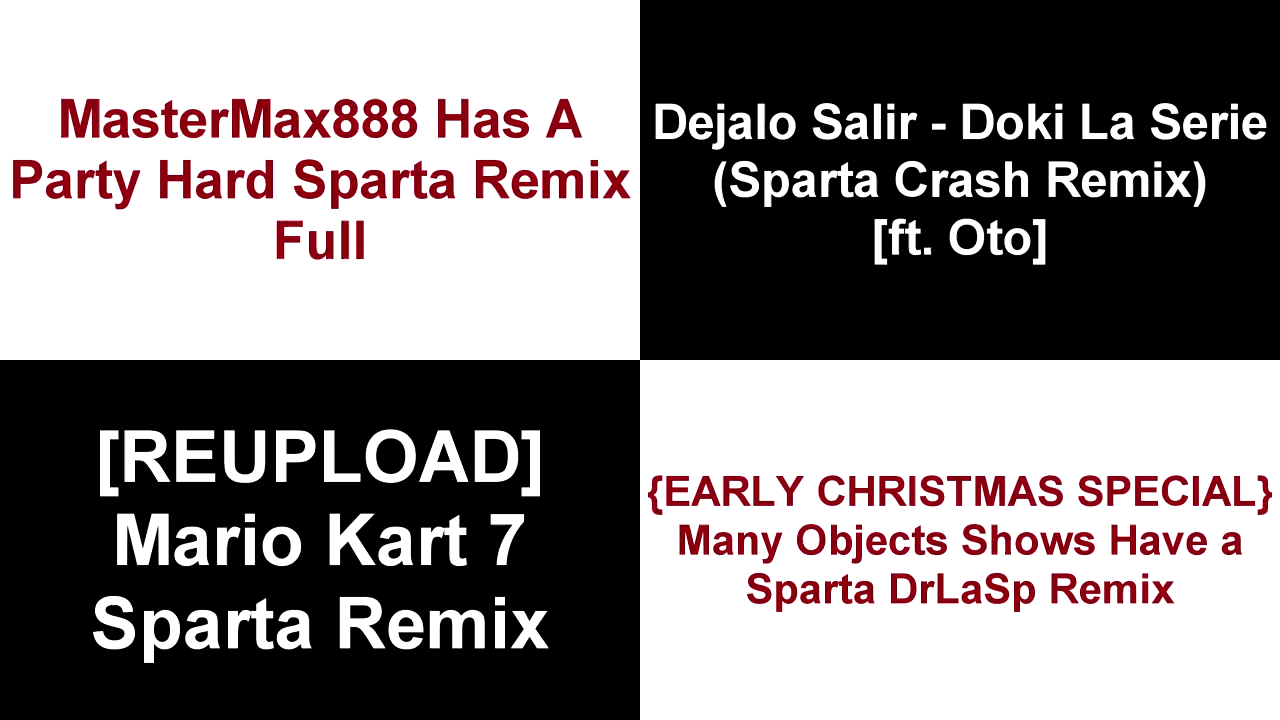 MasterMax888 Has A
Party Hard Sparta Remix
Full
Dejalo Salir - Doki La Serie
(Sparta Crash Remix)
[ft. Oto]
[REUPLOAD]
Mario Kart 7
Sparta Remix
{EARLY CHRISTMAS SPECIAL}
Many Objects Shows Have a
Sparta DrLaSp Remix